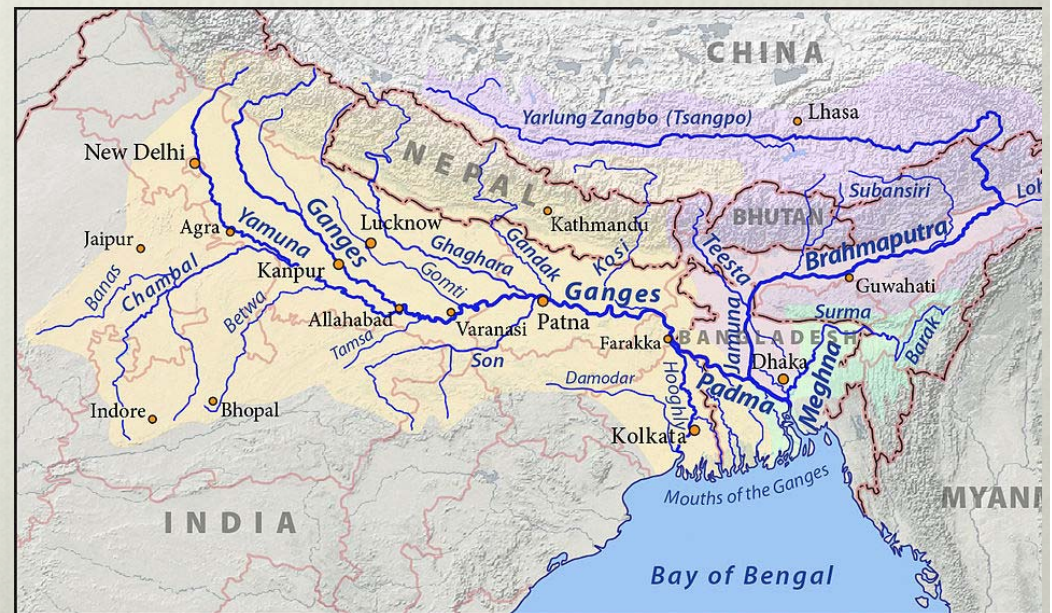 CHINA
Yarlung Zangbo (Tsangpo)
Lhasa
New Delhi
NEPAL
Subansiri
Loh
BHUTAN
Kathmandu
Lucknow
Ganges
Yamuna
Agra
Jaipur
Ghaghara
Gandak
Kosi
Teesta
Brahmaputra
Guwahati
Kanpur
Gomti
Banas
Chambal
Betwa
Ganges
Allahabad
Varanasi
Patna
Tamsa
Son
Farakka
BANGLADESH
Jamuna
Surma
Barak
Dhaka
Meghna
Padma
Hooghly
Damodar
Indore
Bhopal
Kolkata
Mouths of the Ganges
INDIA
MYANM
Bay of Bengal